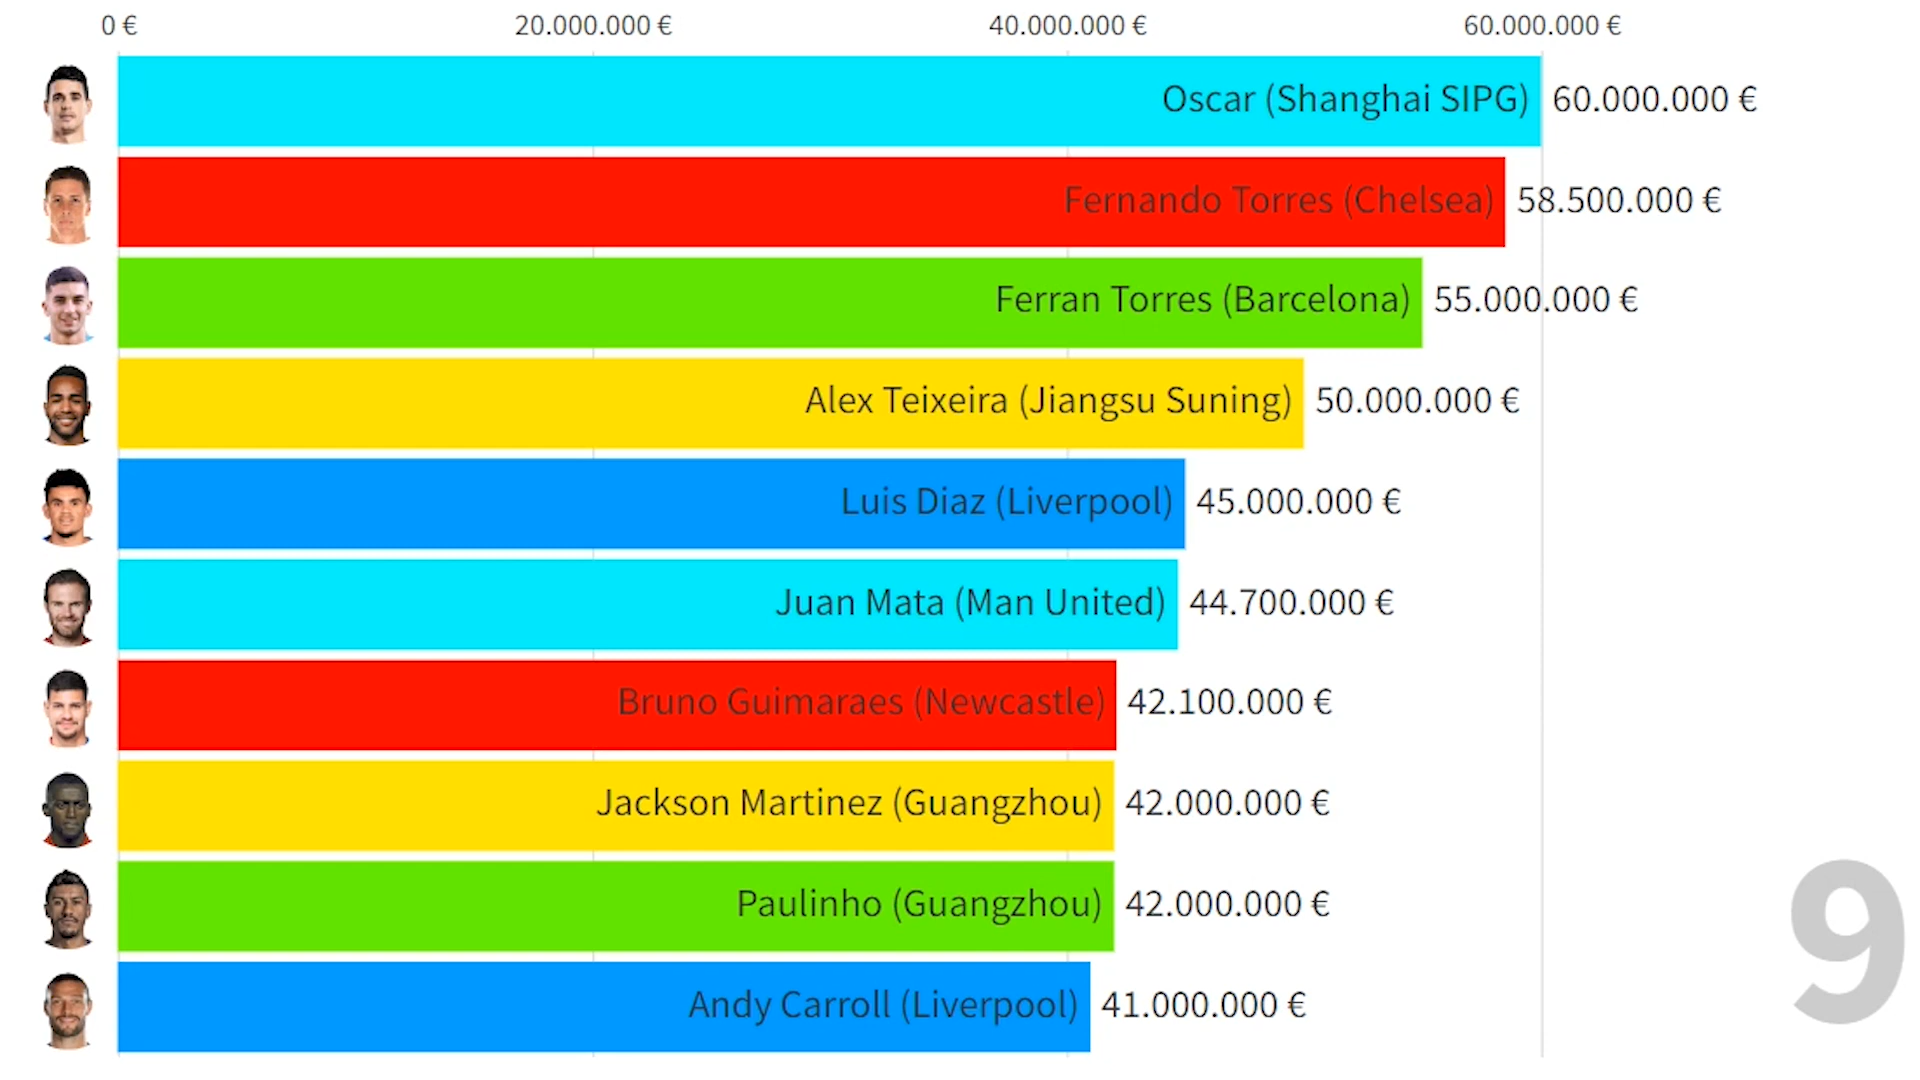 0 € 20.000.000 € 40.000.000 € 60.000.000 €
Oscar (Shanghai SIPG) 60.000.000 €
Fernando Torres (Chelsea) 58.500.000 €
Ferran Torres (Barcelona) 55.000.000 €
Alex Teixeira (Jiangsu Suning) 50.000.000 €
Luis Diaz (Liverpool) 45.000.000 €
Juan Mata (Man United) 44.700.000 €
Bruno Guimaraes (Newcastle) 42.100.000 €
Jackson Martinez (Guangzhou) 42.000.000 €
Paulinho (Guangzhou) 42.000.000 €
Andy Carroll (Liverpool) 41.000.000 €
9